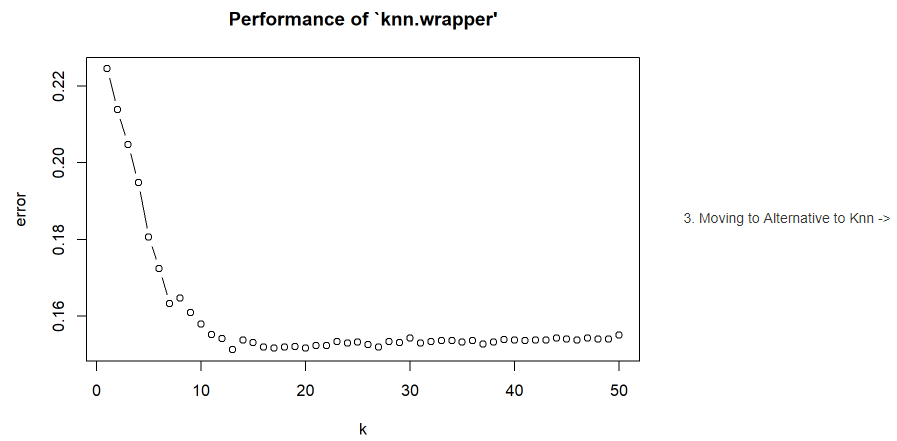 Performance of `knn.wrapper'
0.22
0.20
0.18
0.16
error
0
10
20
30
40
50
k
3. Moving to Alternative to Knn ->